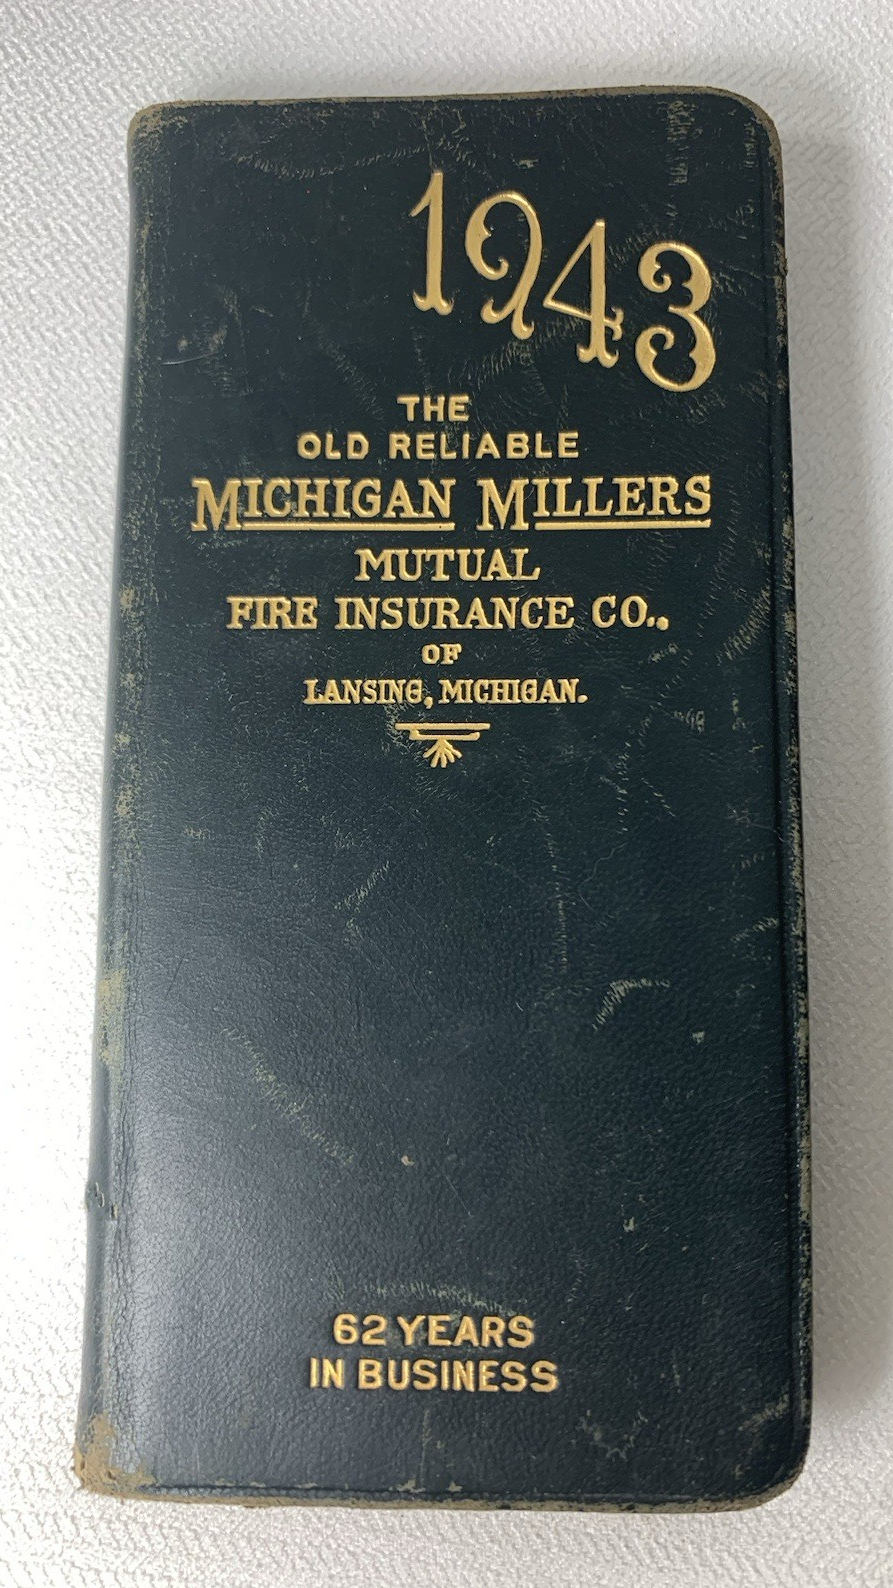 1943
THE
OLD RELIABLE
MICHIGAN MILLERS
MUTUAL
FIRE INSURANCE CO.,
OF
LANSING, MICHIGAN.
62 YEARS
IN BUSINESS